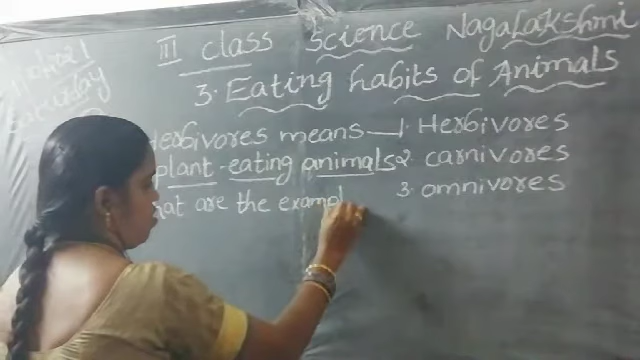 III class Science NagaLakshmi
Saturday
3. Eating habits of Animals
Herbivores means — 1. Herbivores
plant-eating animals 2. carnivores
are the exampl 3. omnivores